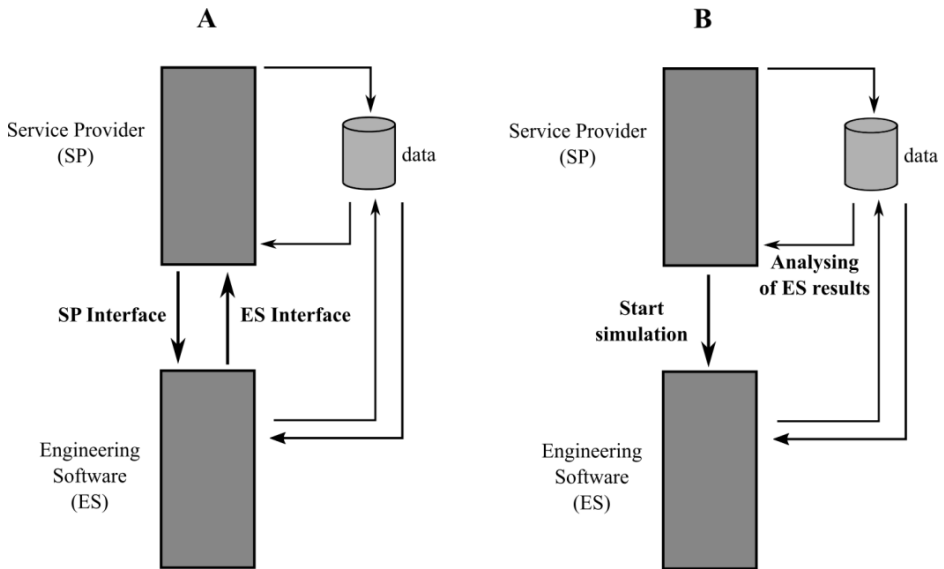 A
Service Provider
(SP)
data
SP Interface
ES Interface
Engineering
Software
(ES)
B
Service Provider
(SP)
data
Analysing
of ES results
Start
simulation
Engineering
Software
(ES)